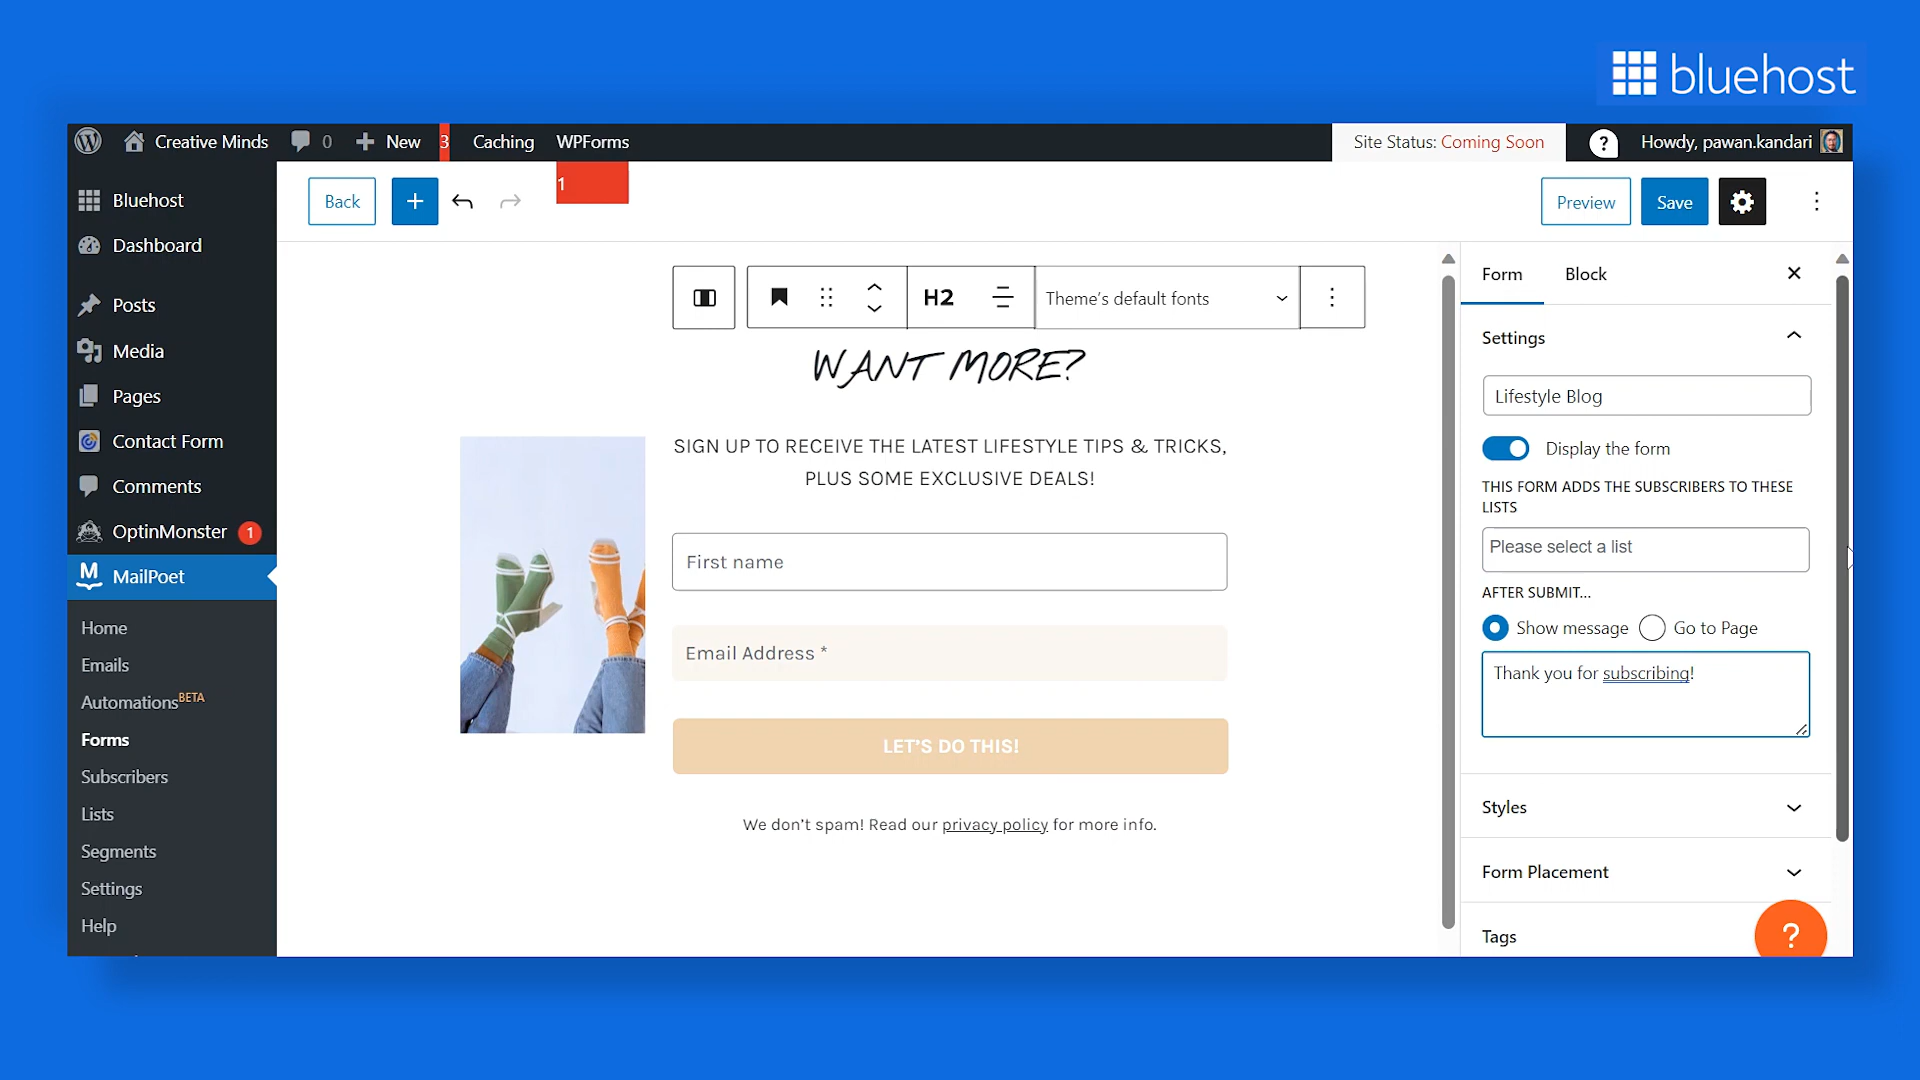 bluehost
Creative Minds
0
New
3
Caching
WPForms
Site Status: Coming Soon
?
Howdy, pawan.kandari
Bluehost
Dashboard
Posts
Media
Pages
Contact Form
Comments
OptinMonster 1
MailPoet
Home
Emails
Automations BETA
Forms
Subscribers
Lists
Segments
Settings
Help
Back
+
1
Preview
Save
H2
Theme's default fonts
WANT MORE?
SIGN UP TO RECEIVE THE LATEST LIFESTYLE TIPS & TRICKS,
PLUS SOME EXCLUSIVE DEALS!
First name
Email Address *
LET'S DO THIS!
We don't spam! Read our privacy policy for more info.
Form
Block
Settings
Lifestyle Blog
Display the form
THIS FORM ADDS THE SUBSCRIBERS TO THESE
LISTS
Please select a list
AFTER SUBMIT...
Show message
Go to Page
Thank you for subscribing!
Styles
Form Placement
Tags
?